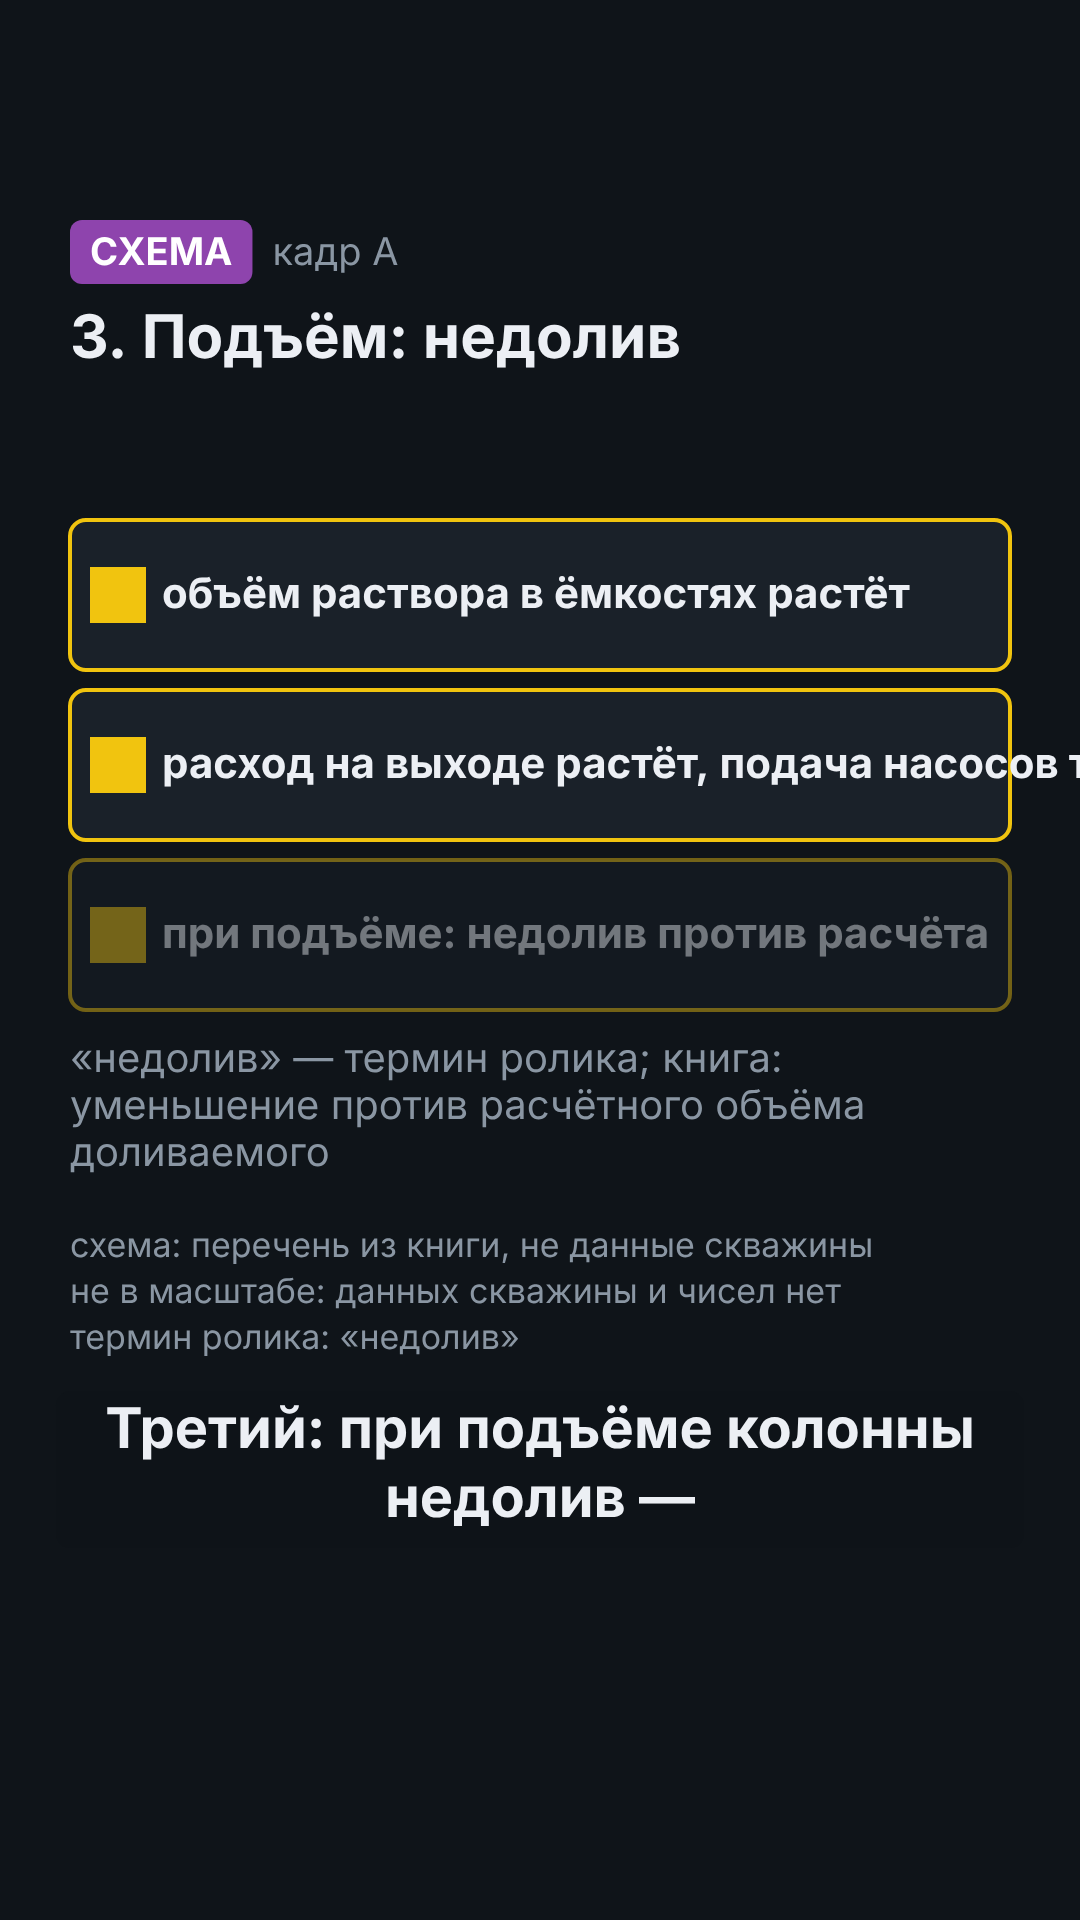 СХЕМА кадр А
3. Подъём: недолив
объём раствора в ёмкостях растёт
расход на выходе растёт, подача насосов
при подъёме: недолив против расчёта
«недолив» — термин ролика; книга:
уменьшение против расчётного объёма
доливаемого
схема: перечень из книги, не данные скважины
не в масштабе: данных скважины и чисел нет
термин ролика: «недолив»
Третий: при подъёме колонны
недолив —